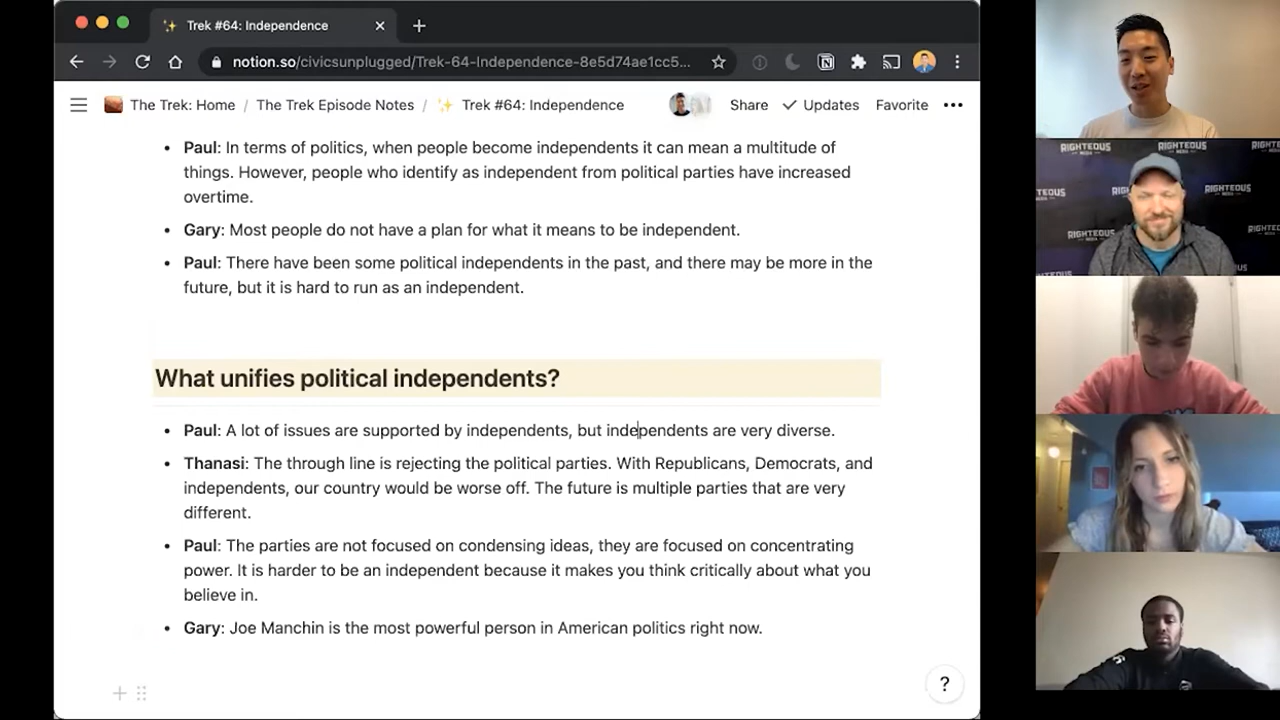 Trek #64: Independence
notion.so/civicsunplugged/Trek-64-Independence-8e5d74ae1cc5...
The Trek: Home / The Trek Episode Notes / Trek #64: Independence Share Updates Favorite
Paul: In terms of politics, when people become independents it can mean a multitude of
things. However, people who identify as independent from political parties have increased
overtime.
Gary: Most people do not have a plan for what it means to be independent.
Paul: There have been some political independents in the past, and there may be more in the
future, but it is hard to run as an independent.
What unifies political independents?
Paul: A lot of issues are supported by independents, but independents are very diverse.
Thanasi: The through line is rejecting the political parties. With Republicans, Democrats, and
independents, our country would be worse off. The future is multiple parties that are very
different.
Paul: The parties are not focused on condensing ideas, they are focused on concentrating
power. It is harder to be an independent because it makes you think critically about what you
believe in.
Gary: Joe Manchin is the most powerful person in American politics right now.
?
RIGHTEOUS
MEDIA
RIGHTEOUS
MEDIA
RIGHTEOUS